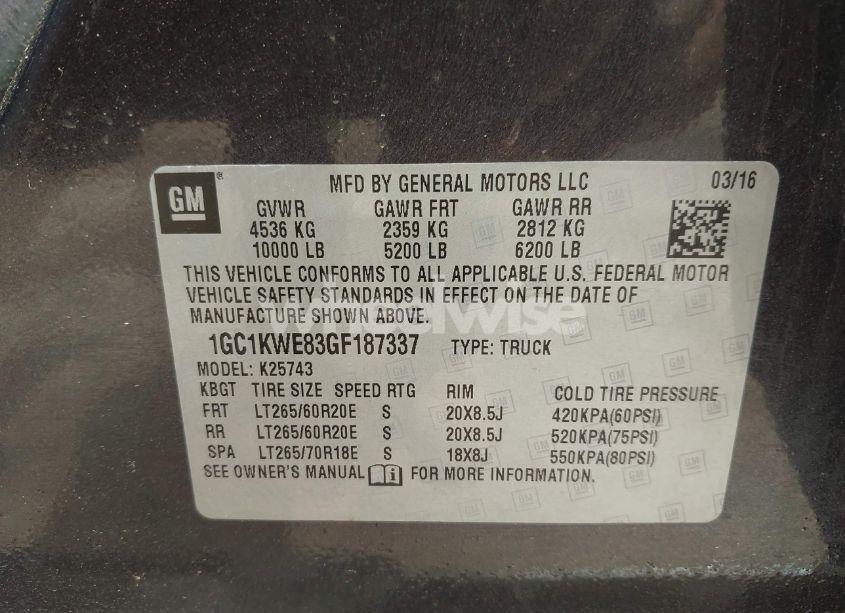 GM
MFD BY GENERAL MOTORS LLC 03/16
GVWR GAWR FRT GAWR RR
4536 KG 2359 KG 2812 KG
10000 LB 5200 LB 6200 LB
THIS VEHICLE CONFORMS TO ALL APPLICABLE U.S. FEDERAL MOTOR
VEHICLE SAFETY STANDARDS IN EFFECT ON THE DATE OF
MANUFACTURE SHOWN ABOVE.
wheelwise
1GC1KWE83GF187337 TYPE: TRUCK
MODEL: K25743
KBGT TIRE SIZE SPEED RTG RIM COLD TIRE PRESSURE
FRT LT265/60R20E S 20X8.5J 420KPA(60PSI)
RR LT265/60R20E S 20X8.5J 520KPA(75PSI)
SPA LT265/70R18E S 18X8J 550KPA(80PSI)
SEE OWNER'S MANUAL FOR MORE INFORMATION.